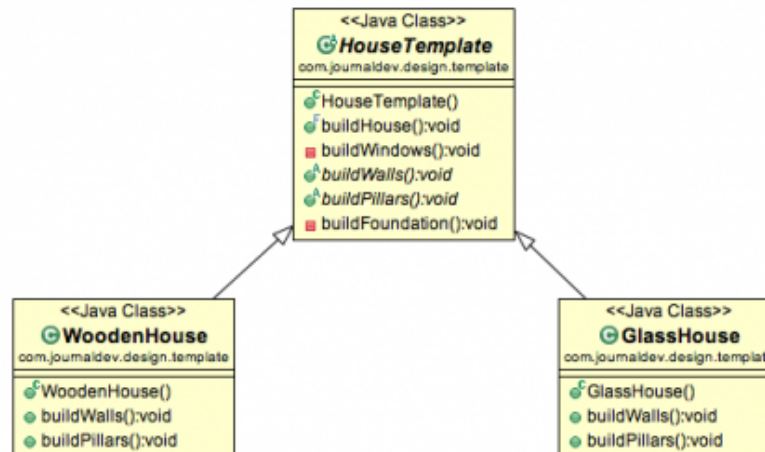 <<Java Class>>
HouseTemplate
com.journaldev.design.template
HouseTemplate()
buildHouse():void
buildWindows():void
buildWalls():void
buildPillars():void
buildFoundation():void
<<Java Class>>
WoodenHouse
com.journaldev.design.template
WoodenHouse()
buildWalls():void
buildPillars():void
<<Java Class>>
GlassHouse
com.journaldev.design.templat
GlassHouse()
buildWalls():void
buildPillars():void